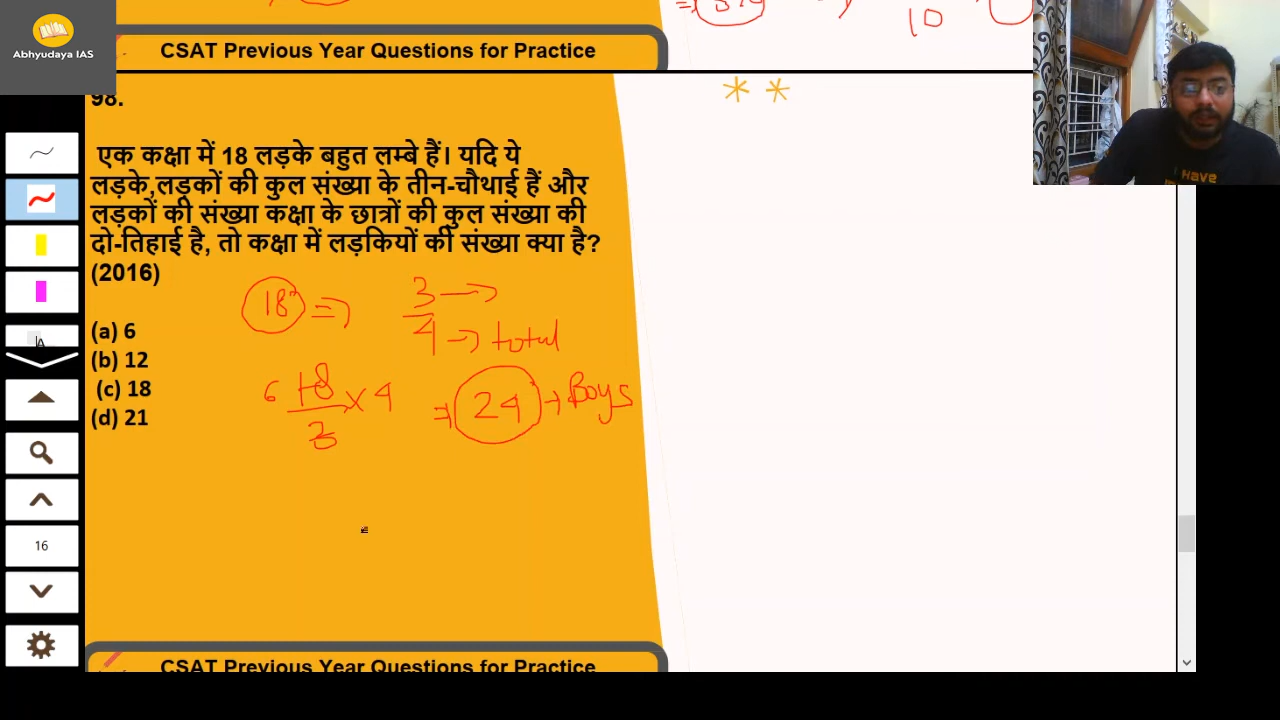 10
Abhyudaya IAS
CSAT Previous Year Questions for Practice
98.
एक कक्षा में 18 लड़के बहुत लम्बे हैं। यदि ये
लड़के,लड़कों की कुल संख्या के तीन-चौथाई हैं और
लड़कों की संख्या कक्षा के छात्रों की कुल संख्या की
दो-तिहाई है, तो कक्षा में लड़कियों की संख्या क्या है?
(2016)
18 ⇒ 3/4 → total
(a) 6
(b) 12
(c) 18
(d) 21
6 18/3 × 4 ⇒ 24 → Boys
16
CSAT Previous Year Questions for Practice
Have